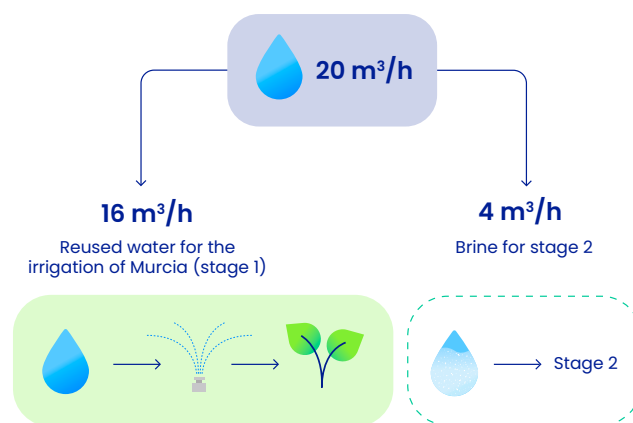 20 m³/h
16 m³/h
4 m³/h
Reused water for the
irrigation of Murcia (stage 1)
Brine for stage 2
Stage 2